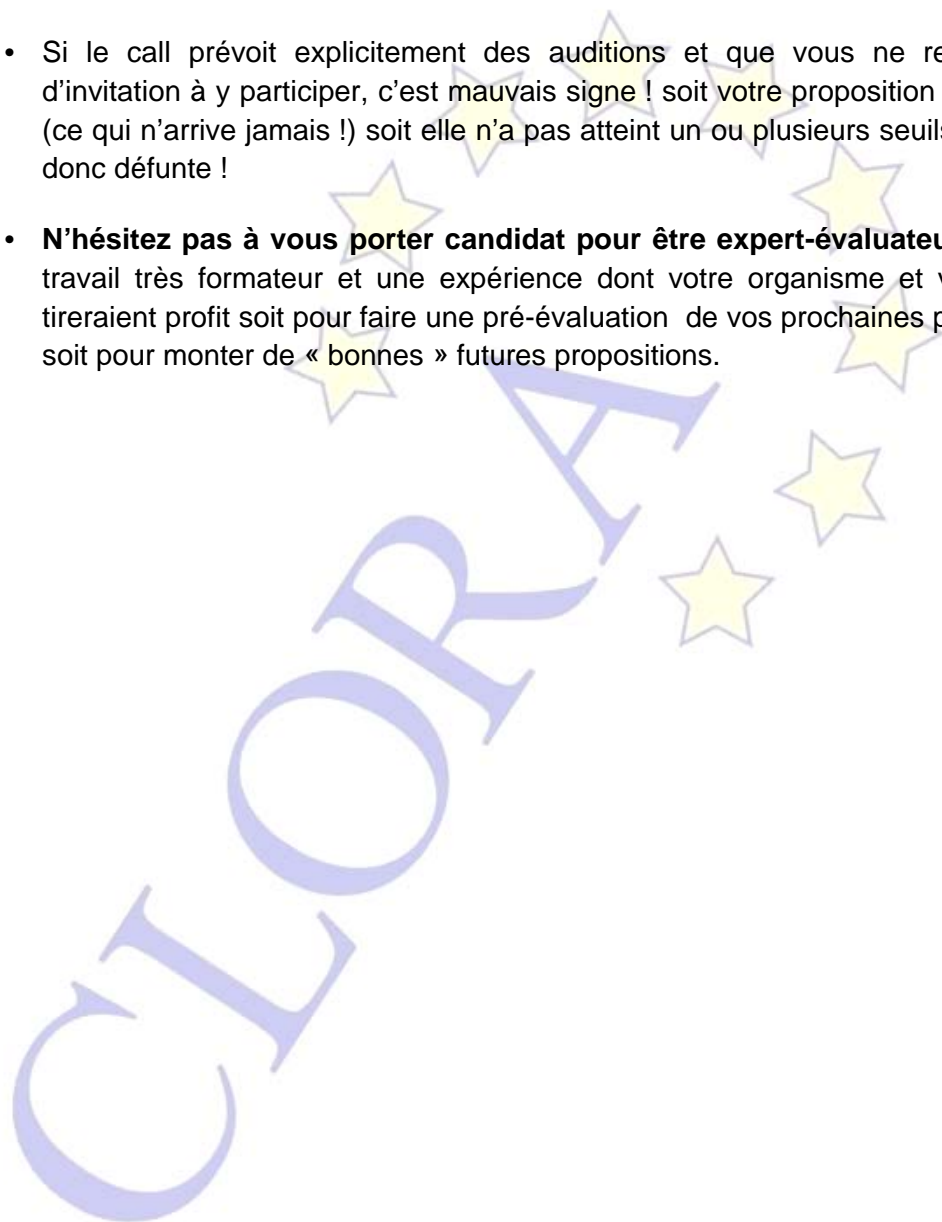 • Si le call prévoit explicitement des auditions et que vous ne
d'invitation à y participer, c'est mauvais signe ! soit votre proposition
(ce qui n'arrive jamais !) soit elle n'a pas atteint un ou plusieurs seuils
donc défunte !
• N'hésitez pas à vous porter candidat pour être
travail très formateur et une expérience dont votre organisme et
tireraient profit soit pour faire une pré-évaluation de vos prochaines
soit pour monter de « bonnes » futures propositions.
CLORA